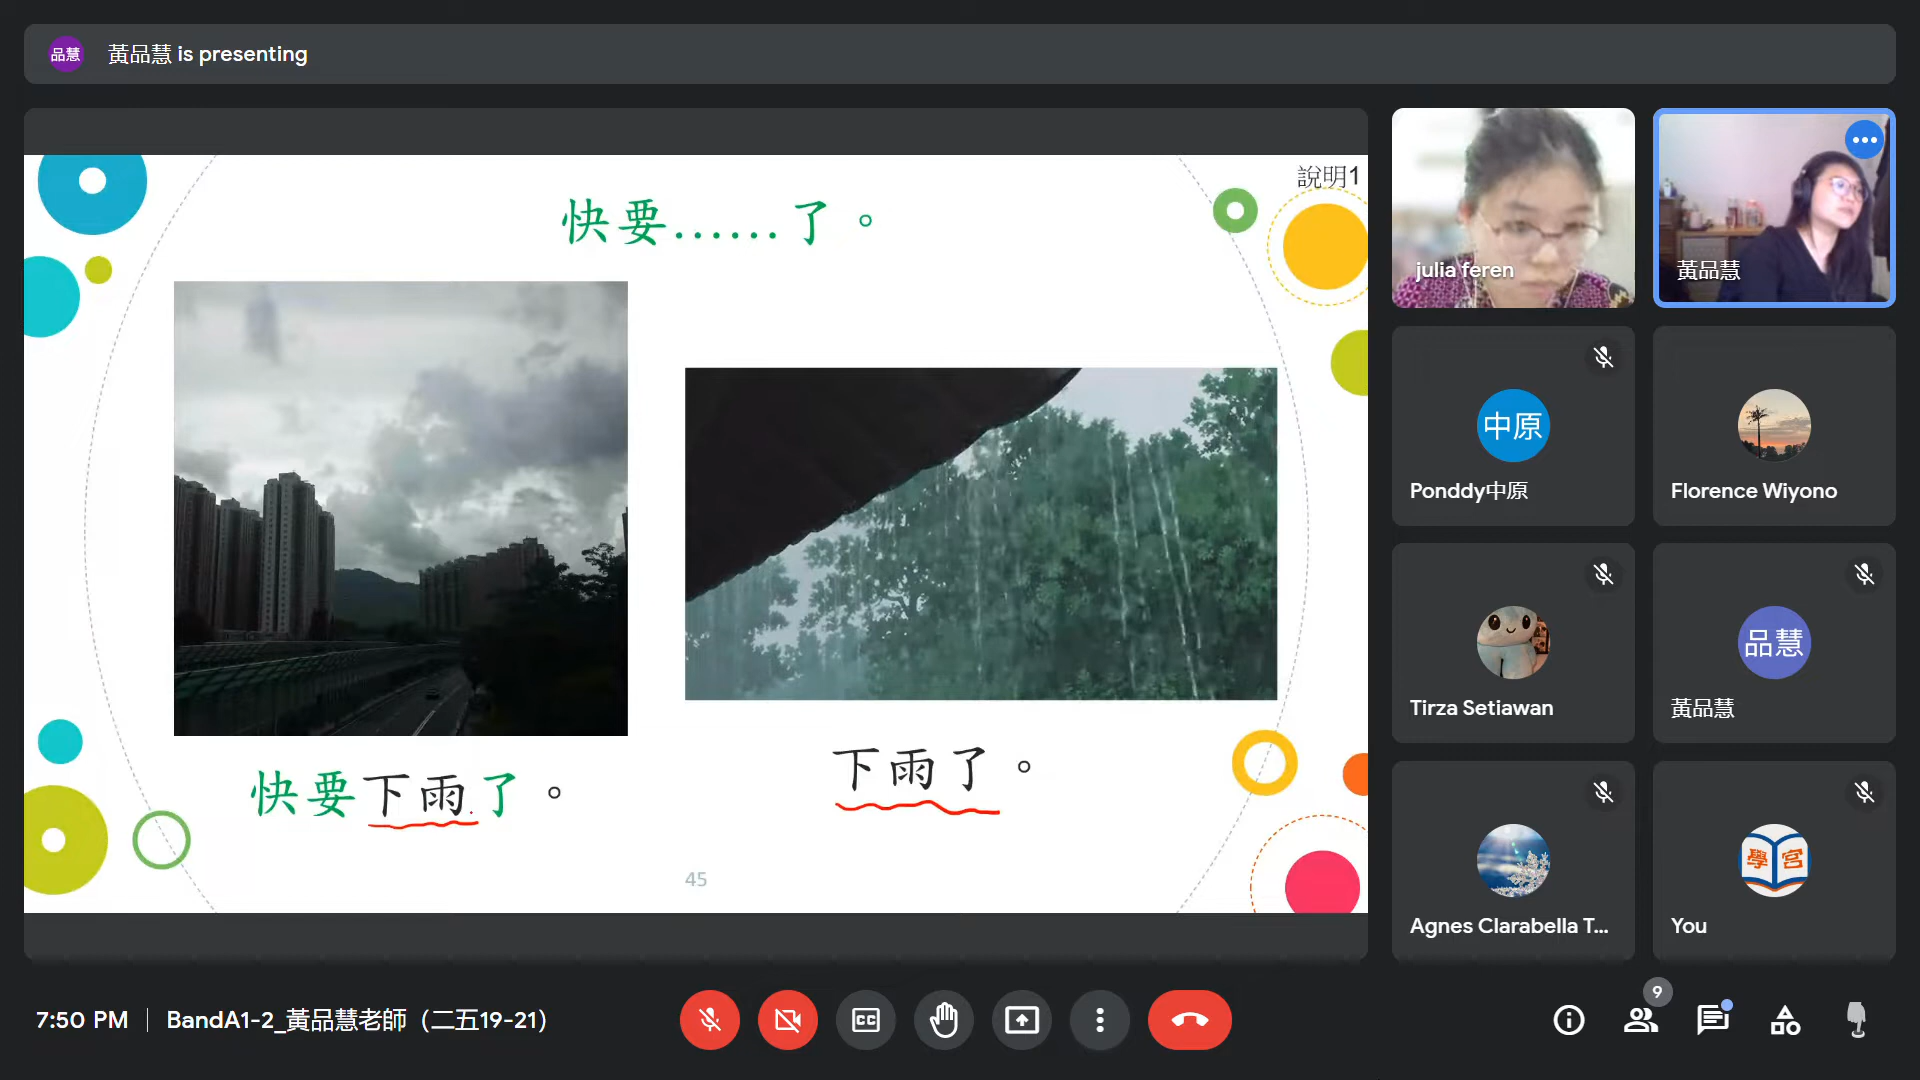 品慧 黃品慧 is presenting
說明1
快要……了。
快要下雨了。
下雨了。
45
julia feren
黃品慧
中原
Ponddy中原
Florence Wiyono
Tirza Setiawan
品慧
黃品慧
Agnes Clarabella T...
學宮
You
7:50 PM | BandA1-2_黃品慧老師（二五19-21）
CC
9